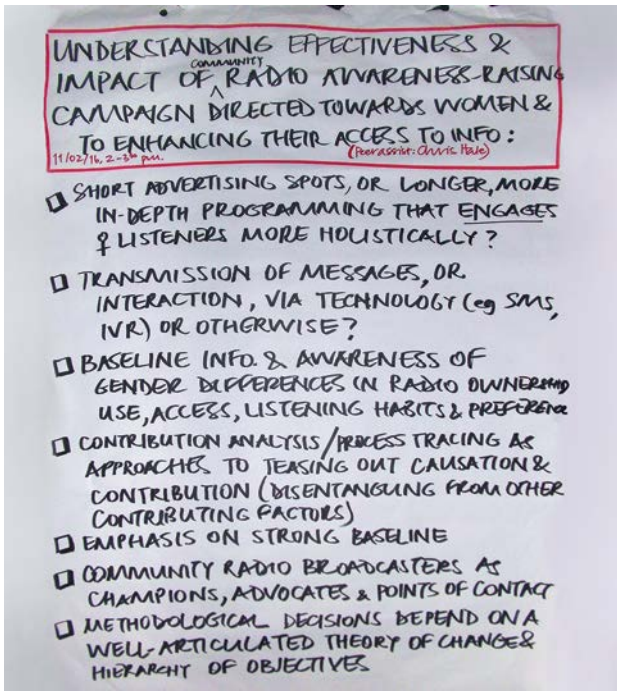 UNDERSTANDING EFFECTIVENESS &
COMMUNITY
IMPACT OF RADIO AWARENESS-RAISING
CAMPAIGN DIRECTED TOWARDS WOMEN &
TO ENHANCING THEIR ACCESS TO INFO:
11/02/16, 2-3 pm. (Peer assist: Chris Hale)
□ SHORT ADVERTISING SPOTS, OR LONGER, MORE
IN-DEPTH PROGRAMMING THAT ENGAGES
♀ LISTENERS MORE HOLISTICALLY?
□ TRANSMISSION OF MESSAGES, OR
INTERACTION, VIA TECHNOLOGY (eg SMS,
IVR) OR OTHERWISE?
□ BASELINE INFO. & AWARENESS OF
GENDER DIFFERENCES IN RADIO OWNERSHIP
USE, ACCESS, LISTENING HABITS & PREFERENCE
□ CONTRIBUTION ANALYSIS/PROCESS TRACING AS
APPROACHES TO TEASING OUT CAUSATION &
CONTRIBUTION (DISENTANGLING FROM OTHER
CONTRIBUTING FACTORS)
□ EMPHASIS ON STRONG BASELINE
□ COMMUNITY RADIO BROADCASTERS AS
CHAMPIONS, ADVOCATES & POINTS OF CONTACT
□ METHODOLOGICAL DECISIONS DEPEND ON A
WELL-ARTICULATED THEORY OF CHANGE &
HIERARCHY OF OBJECTIVES